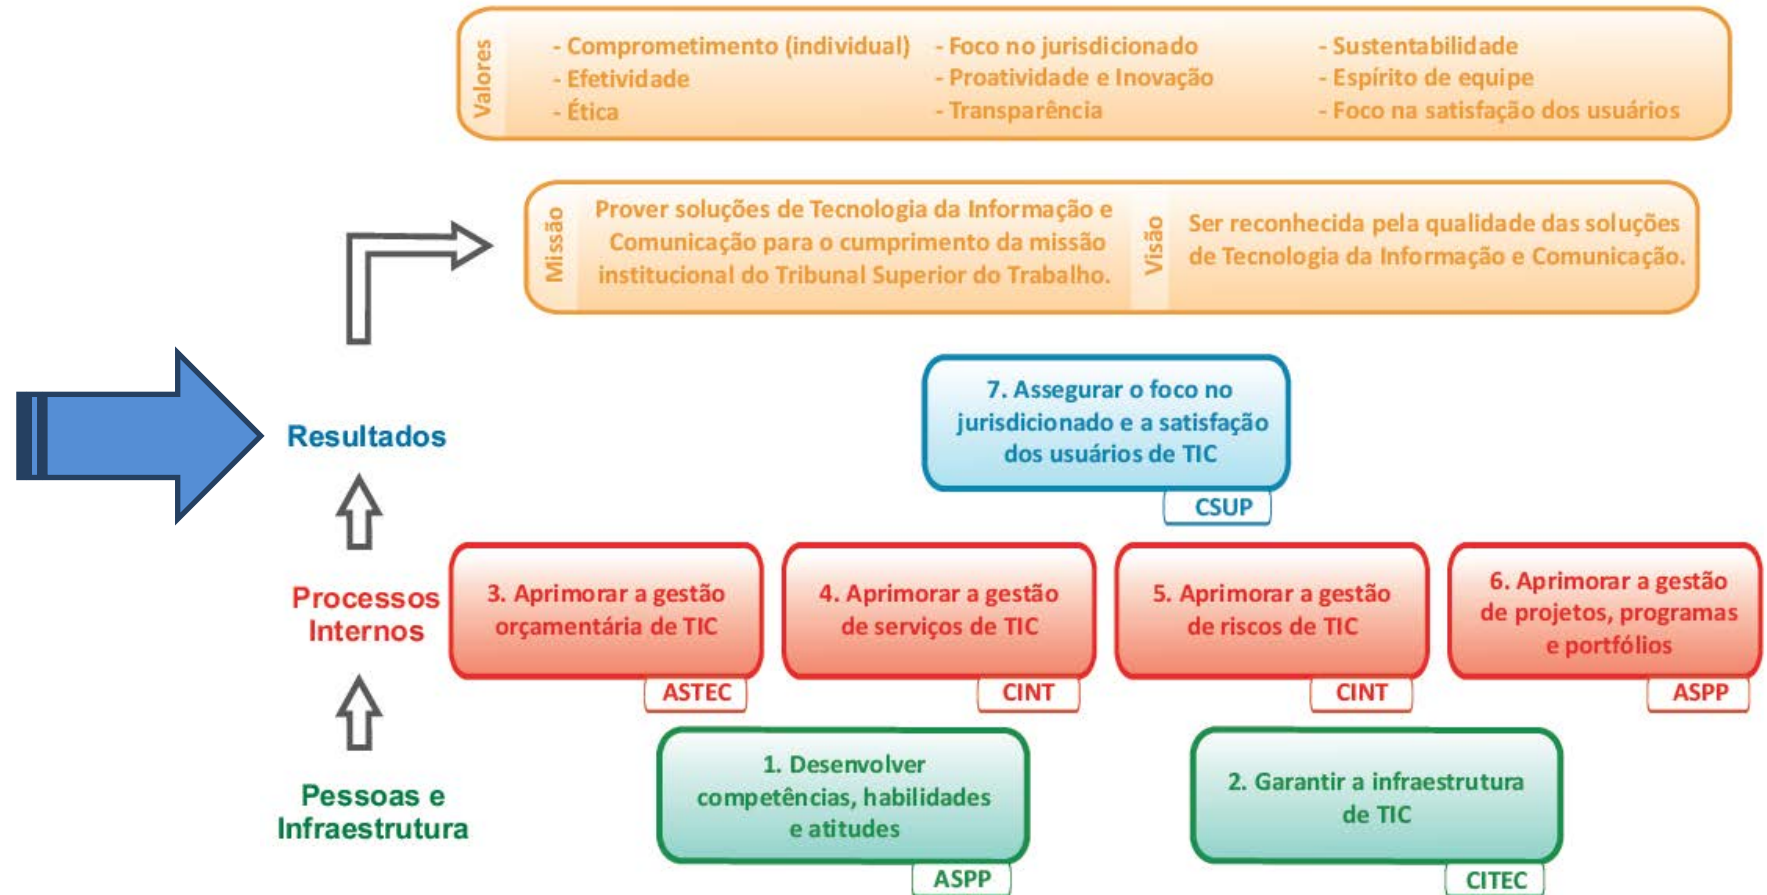 Valores
- Comprometimento (individual)
- Efetividade
- Ética
- Foco no jurisdicionado
- Proatividade e Inovação
- Transparência
- Sustentabilidade
- Espírito de equipe
- Foco na satisfação dos usuários
Missão
Prover soluções de Tecnologia da Informação e
Comunicação para o cumprimento da missão
institucional do Tribunal Superior do Trabalho.
Visão
Ser reconhecida pela qualidade das soluções
de Tecnologia da Informação e Comunicação.
Resultados
7. Assegurar o foco no
jurisdicionado e a satisfação
dos usuários de TIC
CSUP
Processos
Internos
3. Aprimorar a gestão
orçamentária de TIC
ASTEC
4. Aprimorar a gestão
de serviços de TIC
CINT
5. Aprimorar a gestão
de riscos de TIC
CINT
6. Aprimorar a gestão
de projetos, programas
e portfólios
ASPP
Pessoas e
Infraestrutura
1. Desenvolver
competências, habilidades
e atitudes
ASPP
2. Garantir a infraestrutura
de TIC
CITEC